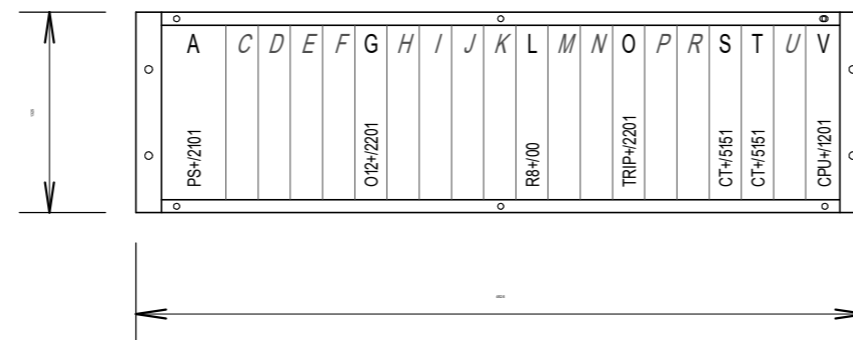 A C D E F G H I J K L M N O P R S T U V
PS+/2101
O12+/2201
R8+/00
TRIP+/2201
CT+/5151
CT+/5151
CPU+/1201